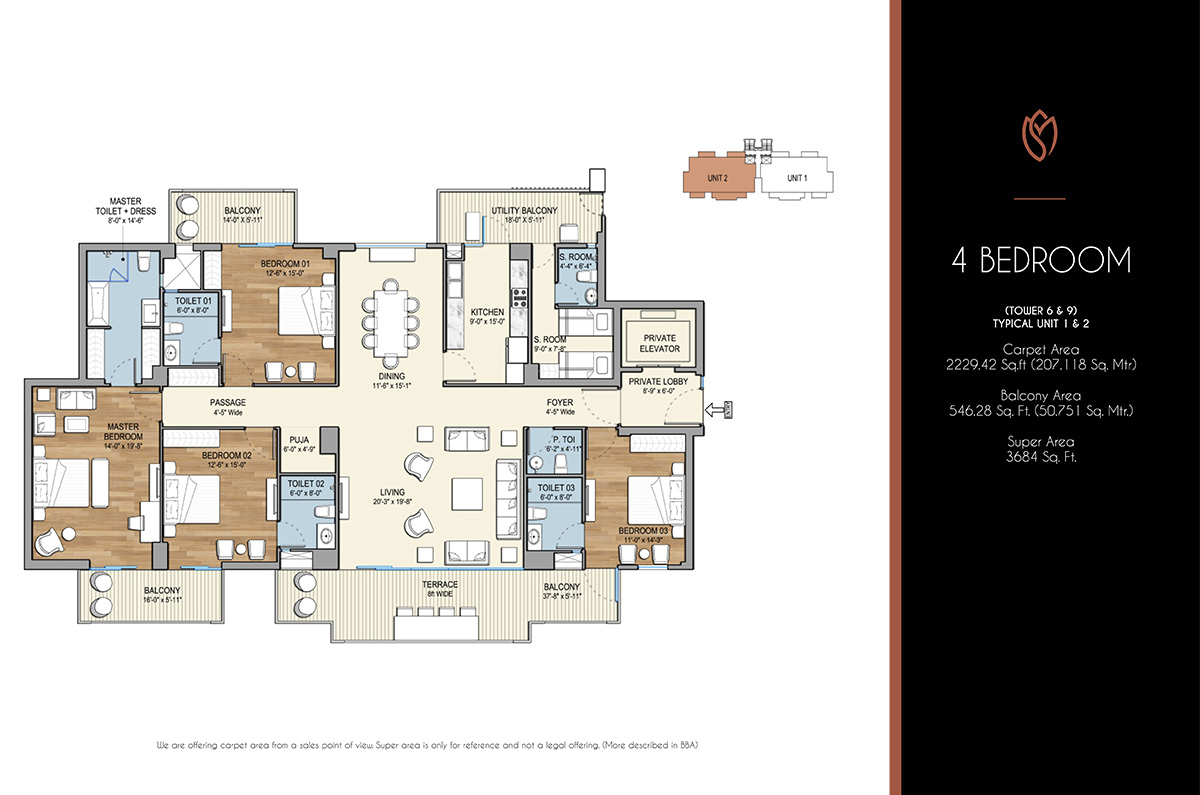 MASTER
TOILET + DRESS
8'-0" x 14'-6"
BALCONY
14'-0" X 5'-11"
UTILITY BALCONY
18'-0" X 5'-11"
UNIT 2
UNIT 1
BEDROOM 01
12'-6" x 15'-0"
S. ROOM
4'-4" x 6'-4"
TOILET 01
6'-0" x 8'-0"
KITCHEN
9'-0" x 15'-0"
S. ROOM
9'-0" x 7'-8"
PRIVATE
ELEVATOR
DINING
11'-6" x 15'-1"
PRIVATE LOBBY
8'-9" x 6'-0"
PASSAGE
4'-5" Wide
FOYER
4'-5" Wide
ENTRY
MASTER
BEDROOM
14'-0" x 19'-8"
PUJA
6'-0" x 4'-9"
P. TOI
6'-2" x 4'-11"
BEDROOM 02
12'-6" x 15'-0"
TOILET 02
6'-0" x 8'-0"
LIVING
20'-3" x 19'-8"
TOILET 03
6'-0" x 8'-0"
BEDROOM 03
11'-0" x 14'-3"
BALCONY
16'-0" x 5'-11"
TERRACE
8ft WIDE
BALCONY
37'-8" x 5'-11"
We are offering carpet area from a sales point of view. Super area is only for reference and not a legal offering. (More described in BBA)
4 BEDROOM
(TOWER 6 & 9)
TYPICAL UNIT 1 & 2
Carpet Area
2229.42 Sq.ft (207.118 Sq. Mtr)
Balcony Area
546.28 Sq. Ft. (50.751 Sq. Mtr.)
Super Area
3684 Sq. Ft.